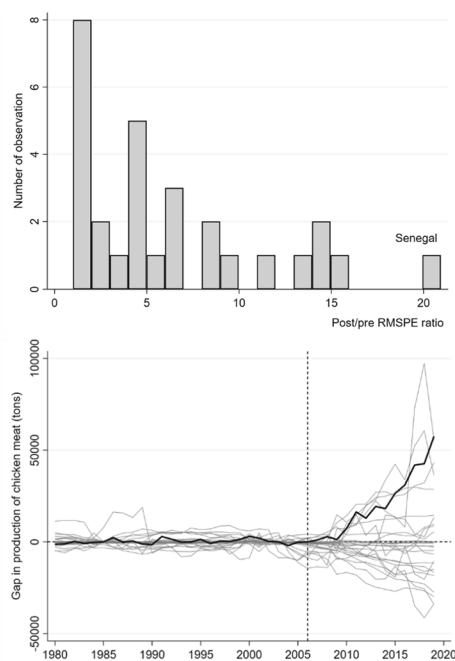 Number of observation
8
6
4
2
0
Senegal
0 5 10 15 20
Post/pre RMSPE ratio
Gap in production of chicken meat (tons)
100000
50000
0
-50000
1980 1985 1990 1995 2000 2005 2010 2015 2020